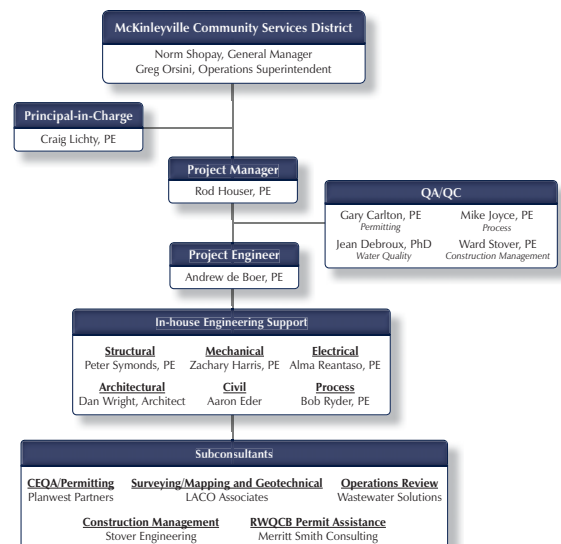 McKinleyville Community Services District
Norm Shopay, General Manager
Greg Orsini, Operations Superintendent
Principal-in-Charge
Craig Lichty, PE
Project Manager
Rod Houser, PE
QA/QC
Gary Carlton, PE
Permitting
Mike Joyce, PE
Process
Jean Debroux, PhD
Water Quality
Ward Stover, PE
Construction Management
Project Engineer
Andrew de Boer, PE
In-house Engineering Support
Structural
Peter Symonds, PE
Mechanical
Zachary Harris, PE
Electrical
Alma Reantaso, PE
Architectural
Dan Wright, Architect
Civil
Aaron Eder
Process
Bob Ryder, PE
Subconsultants
CEQA/Permitting
Planwest Partners
Surveying/Mapping and Geotechnical
LACO Associates
Operations Review
Wastewater Solutions
Construction Management
Stover Engineering
RWQCB Permit Assistance
Merritt Smith Consulting